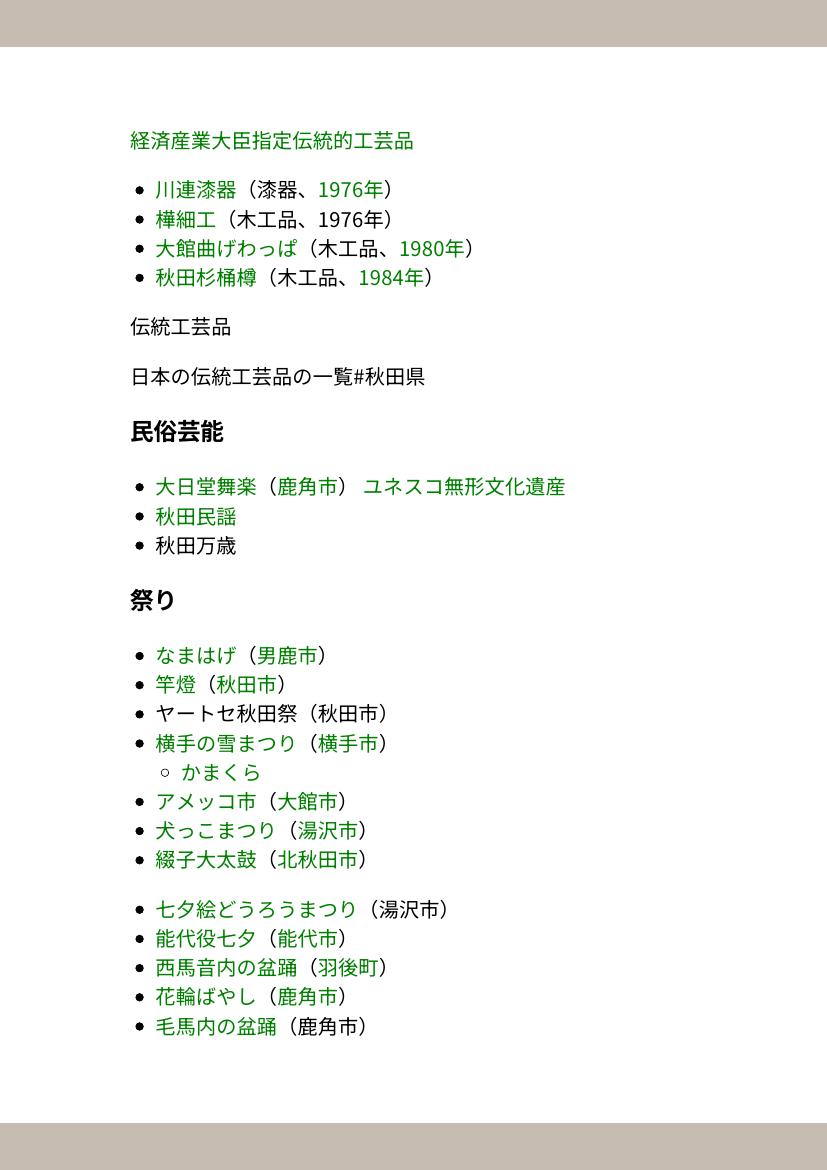 経済産業大臣指定伝統的工芸品
• 川連漆器（漆器、1976年）
• 樺細工（木工品、1976年）
• 大館曲げわっぱ（木工品、1980年）
• 秋田杉桶樽（木工品、1984年）
伝統工芸品
日本の伝統工芸品の一覧#秋田県
民俗芸能
• 大日堂舞楽（鹿角市） ユネスコ無形文化遺産
• 秋田民謡
• 秋田万歳
祭り
• なまはげ（男鹿市）
• 竿燈（秋田市）
• ヤートセ秋田祭（秋田市）
• 横手の雪まつり（横手市）
◦ かまくら
• アメッコ市（大館市）
• 犬っこまつり（湯沢市）
• 綴子大太鼓（北秋田市）
• 七夕絵どうろうまつり（湯沢市）
• 能代役七夕（能代市）
• 西馬音内の盆踊（羽後町）
• 花輪ばやし（鹿角市）
• 毛馬内の盆踊（鹿角市）